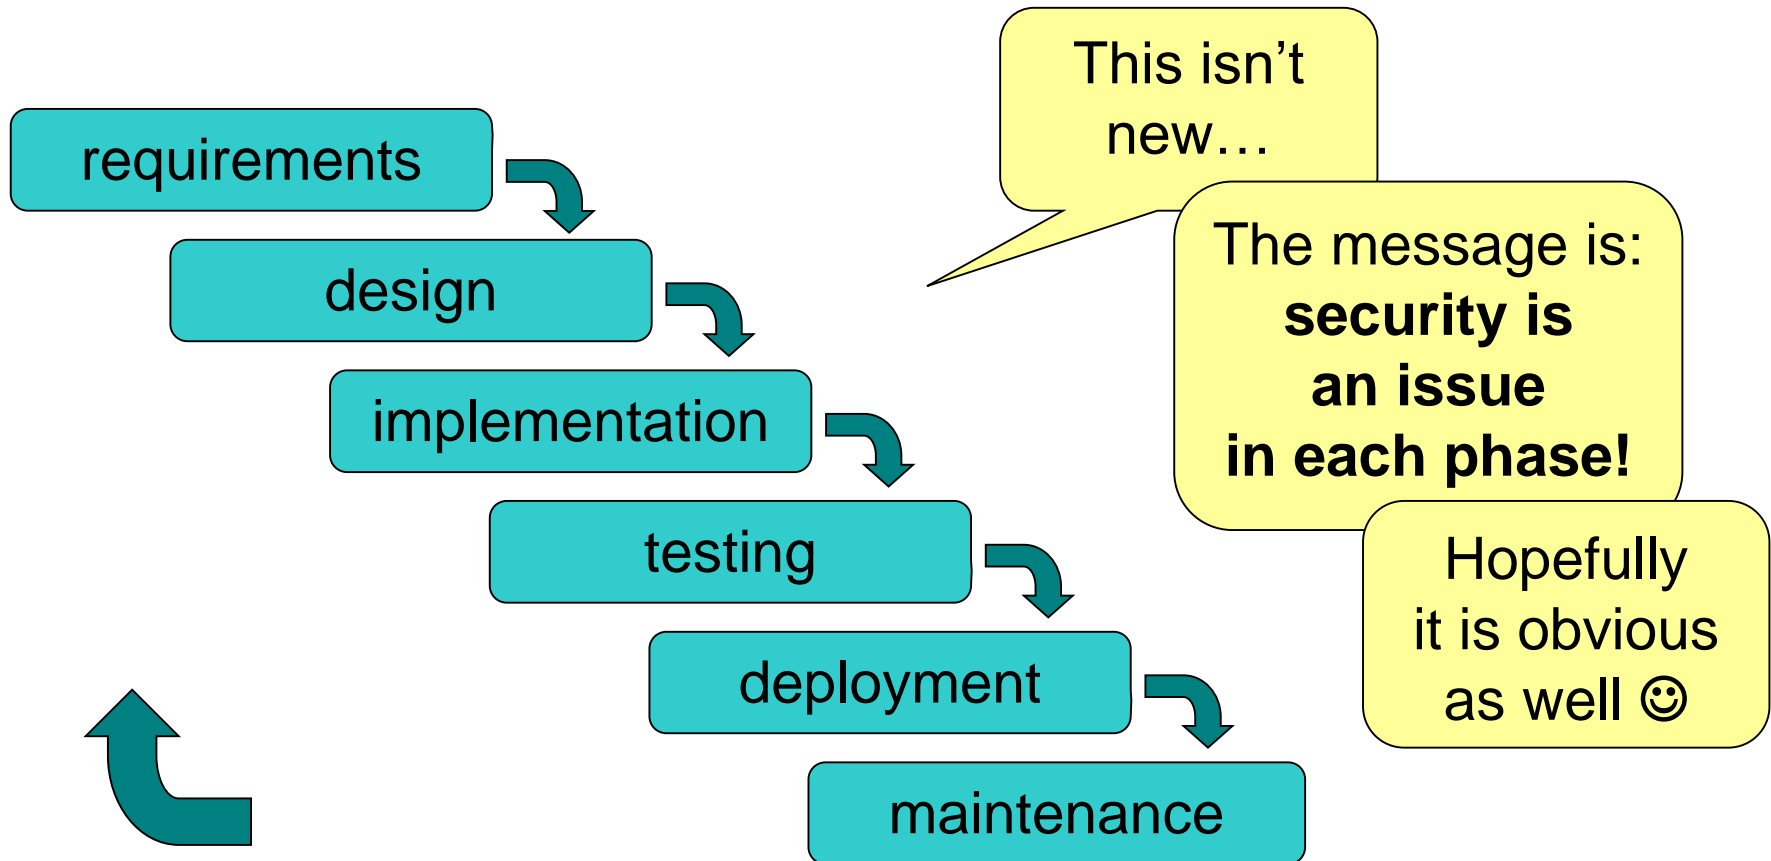 requirements
design
implementation
testing
deployment
maintenance
This isn’t
new…
The message is:
security is
an issue
in each phase!
Hopefully
it is obvious
as well ☺